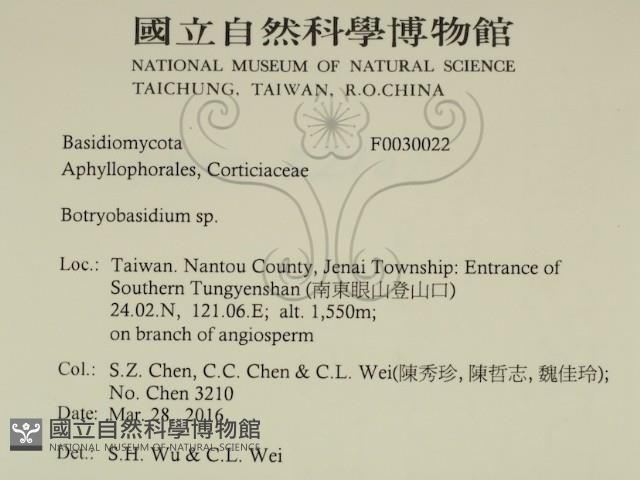 國立自然科學博物館
NATIONAL MUSEUM OF NATURAL SCIENCE
TAICHUNG, TAIWAN, R.O.CHINA
Basidiomycota F0030022
Aphyllophorales, Corticiaceae
Botryobasidium sp.
Loc.: Taiwan. Nantou County, Jenai Township: Entrance of
Southern Tungyenshan (南東眼山登山口)
24.02.N, 121.06.E; alt. 1,550m;
on branch of angiosperm
Col.: S.Z. Chen, C.C. Chen & C.L. Wei(陳秀珍, 陳哲志, 魏佳玲);
No. Chen 3210
Date: Mar. 28, 2016
國立自然科學博物館
NATIONAL MUSEUM OF NATURAL SCIENCE
Det.: S.H. Wu & C.L. Wei